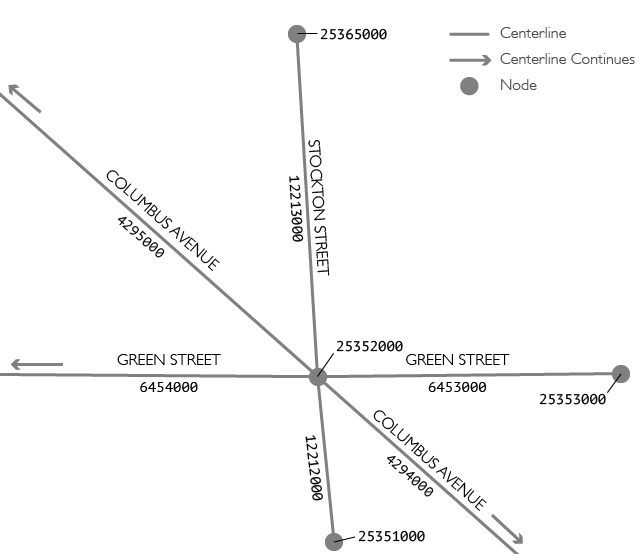 25365000
Centerline
Centerline Continues
Node
STOCKTON STREET
12213000
COLUMBUS AVENUE
4295000
25352000
GREEN STREET
6454000
GREEN STREET
6453000
25353000
COLUMBUS AVENUE
4294000
12212000
25351000